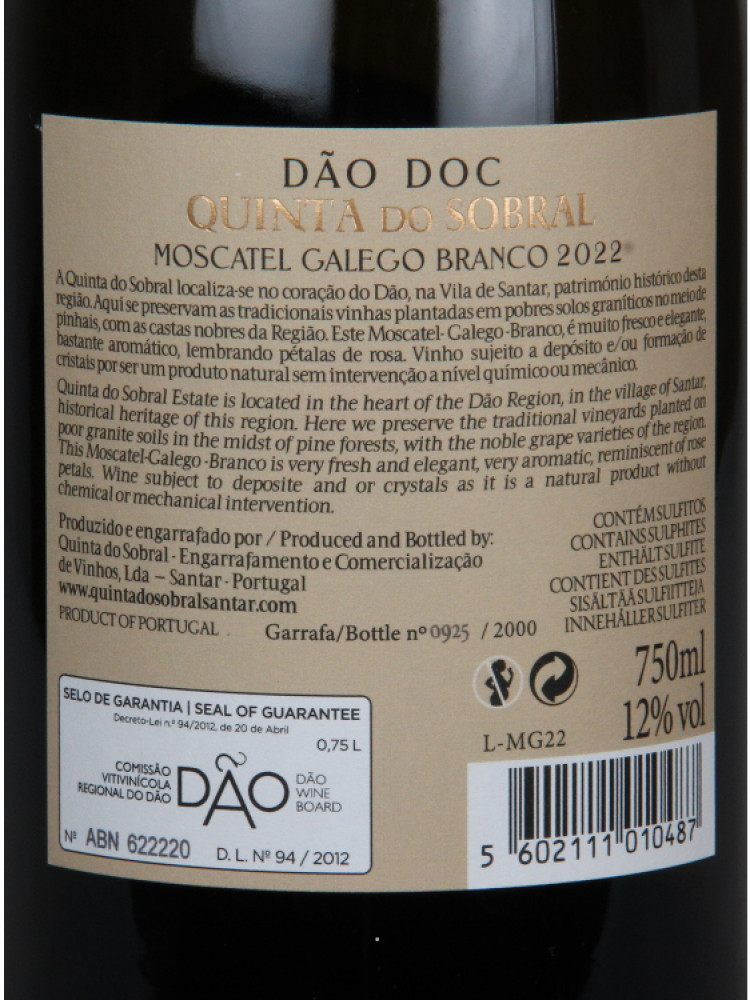 DÃO DOC
QUINTA DO SOBRAL
MOSCATEL GALEGO BRANCO 2022
A Quinta do Sobral localiza-se no coração do Dão, na Vila de Santar, património histórico desta
região. Aqui se preservam as tradicionais vinhas plantadas em pobres solos graníticos no meio de
pinhais, com as castas nobres da Região. Este Moscatel-Galego-Branco, é muito fresco e elegante,
bastante aromático, lembrando pétalas de rosa. Vinho sujeito a depósito e/ou formação de
cristais por ser um produto natural sem intervenção a nível químico ou mecânico.
Quinta do Sobral Estate is located in the heart of the Dão Region, in the village of Santar,
historical heritage of this region. Here we preserve the traditional vineyards planted on
poor granite soils in the midst of pine forests, with the noble grape varieties of the region.
This Moscatel-Galego-Branco is very fresh and elegant, very aromatic, reminiscent of rose
petals. Wine subject to deposite and or crystals as it is a natural product without
chemical or mechanical intervention.
Produzido e engarrafado por / Produced and Bottled by:
Quinta do Sobral - Engarrafamento e Comercialização
de Vinhos, Lda – Santar - Portugal
www.quintadosobralsantar.com
PRODUCT OF PORTUGAL
Garrafa/Bottle nº 0925 / 2000
CONTÉM SULFITOS
CONTAINS SULPHITES
ENTHÄLT SULFITE
CONTIENT DES SULFITES
SISÄLTÄÄ SULFIITTEJA
INNEHÅLLER SULFITER
750ml
12% vol
L-MG22
SELO DE GARANTIA | SEAL OF GUARANTEE
Decreto-Lei n.º 94/2012, de 20 de Abril
0,75 L
COMISSÃO
VITIVINÍCOLA
REGIONAL DO DÃO
DÃO
DÃO
WINE
BOARD
Nº ABN 622220
D. L. Nº 94 / 2012
5 602111 010487